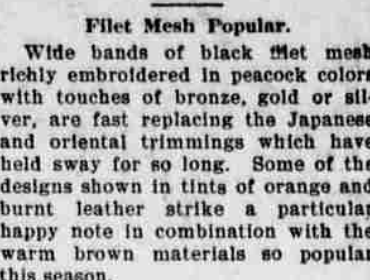 Filet Mesh Popular.
Wide bands of black filet mesh
richly embroidered in peacock colors
with touches of bronze, gold or sil-
ver, are fast replacing the Japanese
and oriental trimmings which have
held sway for so long. Some of the
designs shown in tints of orange and
burnt leather strike a particular
happy note in combination with the
warm brown materials so popular
this season.